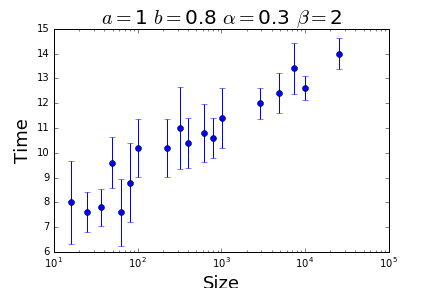 a = 1 b = 0.8 α = 0.3 β = 2
15
14
13
12
11
10
9
8
7
6
Time
10¹ 10² 10³ 10⁴ 10⁵
Size